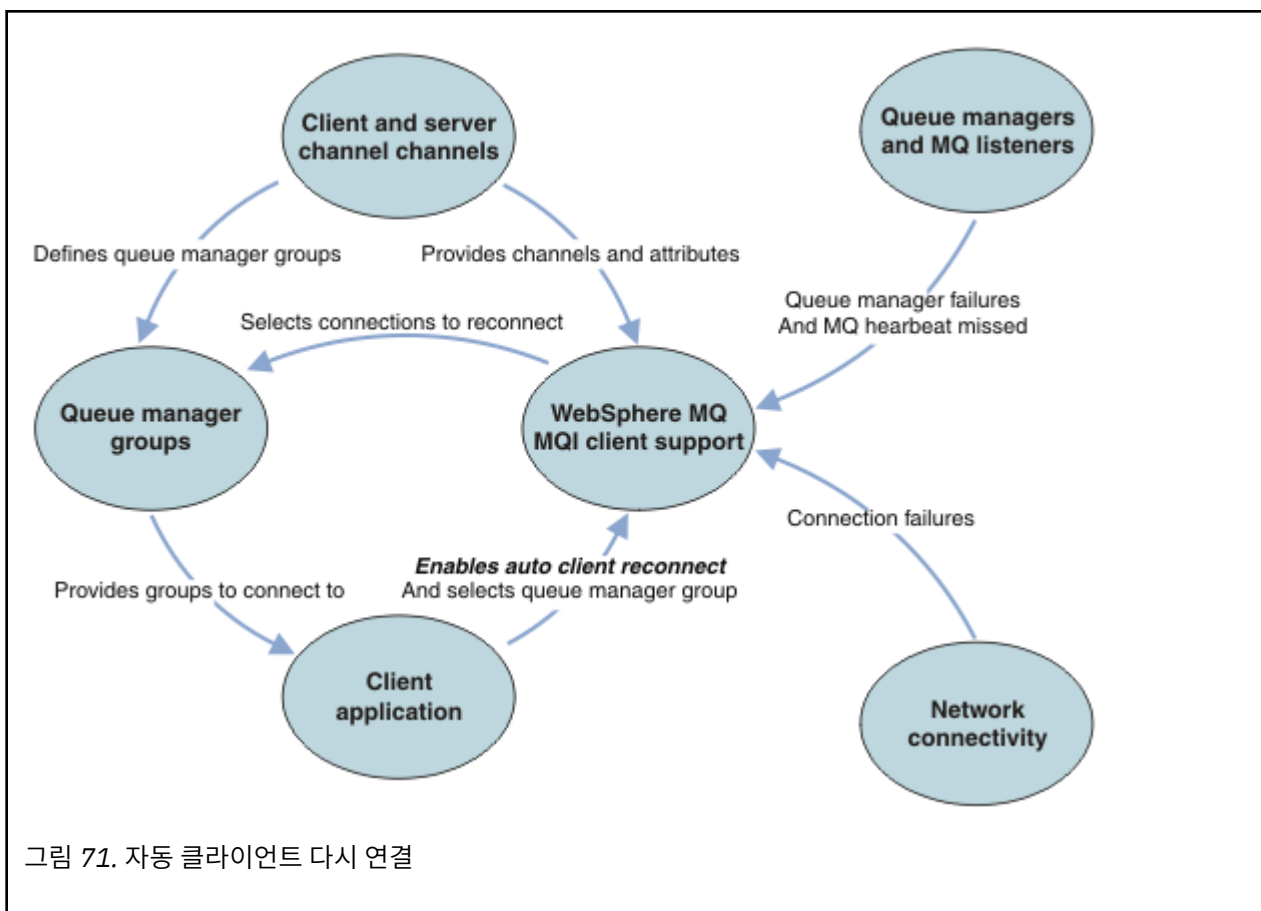 Client and server
channel channels
Queue managers
and MQ listeners
Defines queue manager groups
Provides channels and attributes
Queue manager failures
And MQ hearbeat missed
Selects connections to reconnect
Queue manager
groups
WebSphere MQ
MQI client support
Connection failures
Enables auto client reconnect
And selects queue manager group
Provides groups to connect to
Client
application
Network
connectivity
그림 71. 자동 클라이언트 다시 연결